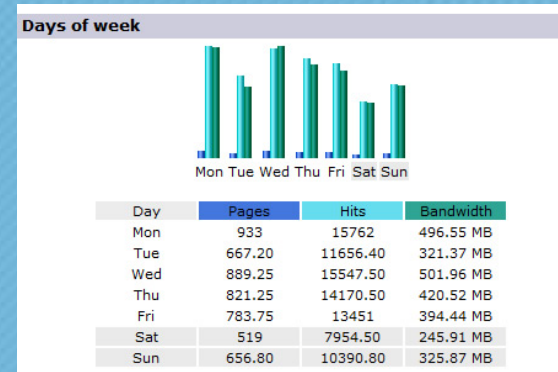 Days of week
Mon Tue Wed Thu Fri Sat Sun
Day Pages Hits Bandwidth
Mon 933 15762 496.55 MB
Tue 667.20 11656.40 321.37 MB
Wed 889.25 15547.50 501.96 MB
Thu 821.25 14170.50 420.52 MB
Fri 783.75 13451 394.44 MB
Sat 519 7954.50 245.91 MB
Sun 656.80 10390.80 325.87 MB